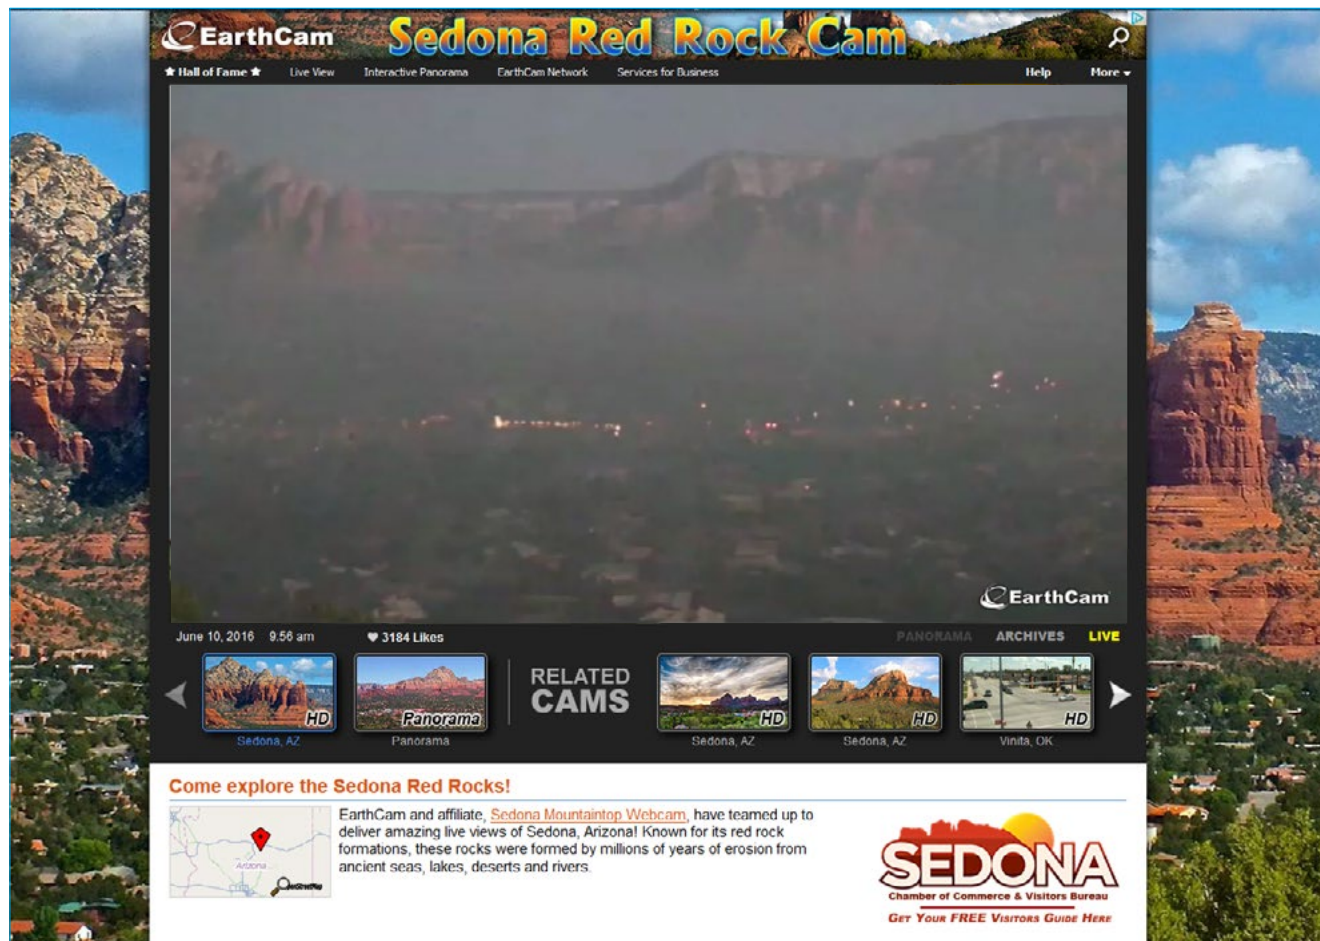 EarthCam
Sedona Red Rock Cam
★ Hall of Fame ★ Live View Interactive Panorama EarthCam Network Services for Business Help More
EarthCam
June 10, 2016 9:56 am 3184 Likes PANORAMA ARCHIVES LIVE
HD
Panorama
RELATED
CAMS
HD
HD
HD
Sedona, AZ Panorama Sedona, AZ Sedona, AZ Vinita, OK
Come explore the Sedona Red Rocks!
EarthCam and affiliate, Sedona Mountaintop Webcam, have teamed up to
deliver amazing live views of Sedona, Arizona! Known for its red rock
formations, these rocks were formed by millions of years of erosion from
ancient seas, lakes, deserts and rivers.
Arizona
SEDONA
Chamber of Commerce & Visitors Bureau
GET YOUR FREE VISITORS GUIDE HERE